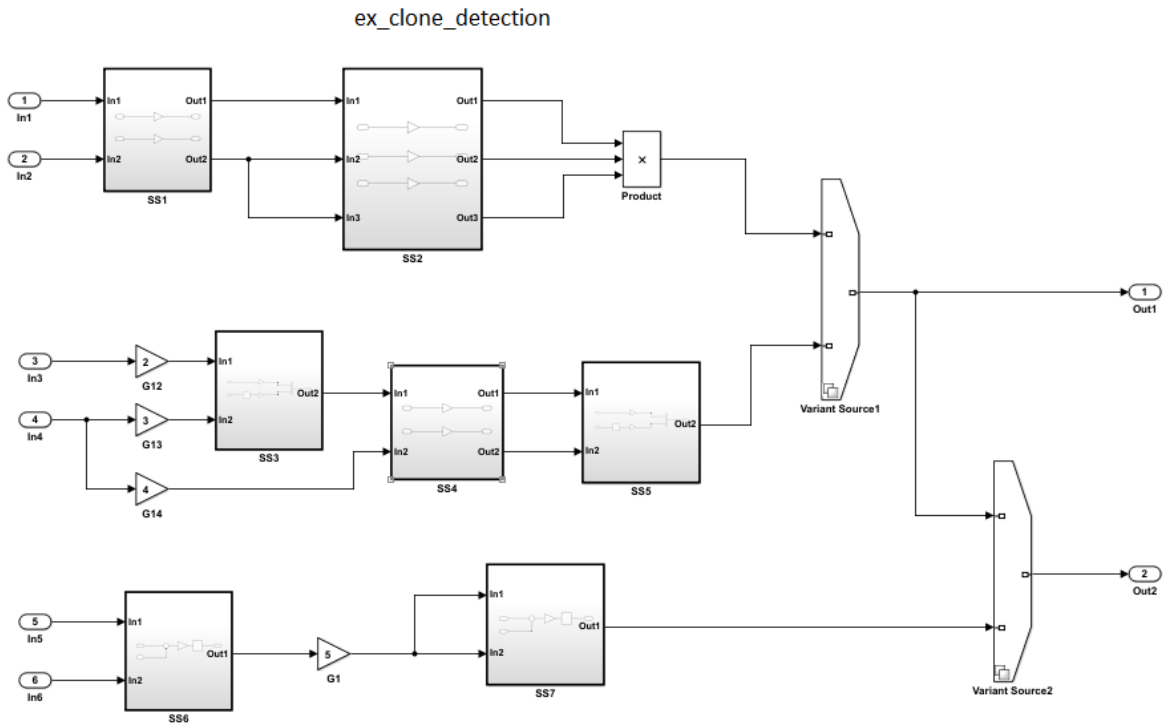 ex_clone_detection
1
In1
2
In2
In1
In2
Out1
Out2
SS1
In1
In2
In3
Out1
Out2
Out3
SS2
×
Product
Variant Source1
1
Out1
3
In3
4
In4
2
G12
3
G13
4
G14
In1
In2
Out2
SS3
In1
In2
Out1
Out2
SS4
In1
In2
Out2
SS5
Variant Source2
2
Out2
5
In5
6
In6
In1
In2
Out1
SS6
5
G1
In1
In2
Out1
SS7